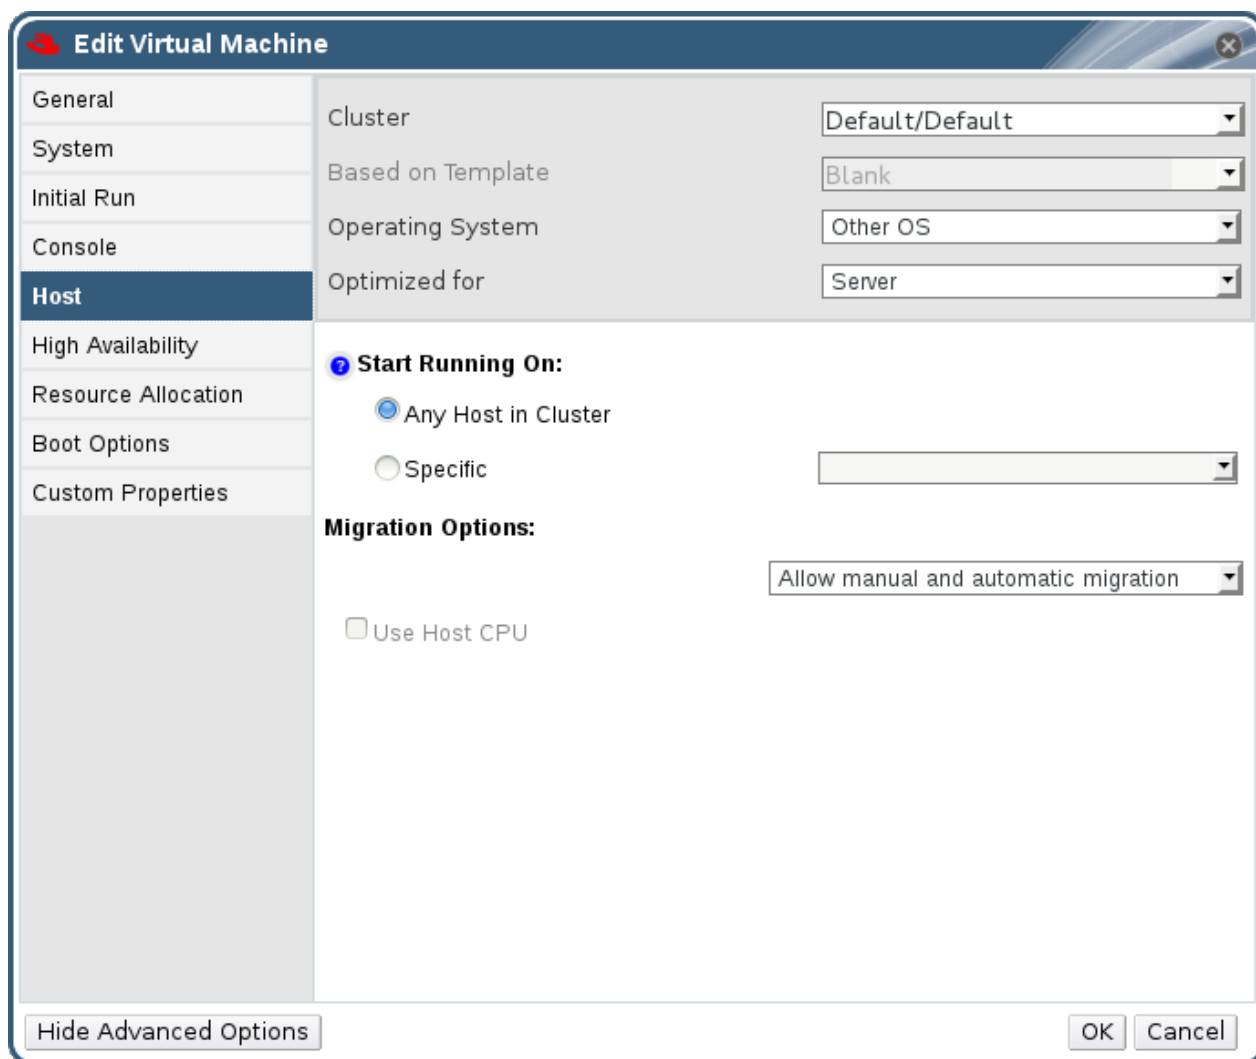 Edit Virtual Machine
General
System
Initial Run
Console
Host
High Availability
Resource Allocation
Boot Options
Custom Properties
Cluster
Default/Default
Based on Template
Blank
Operating System
Other OS
Optimized for
Server
? Start Running On:
Any Host in Cluster
Specific
Migration Options:
Allow manual and automatic migration
Use Host CPU
Hide Advanced Options
OK
Cancel